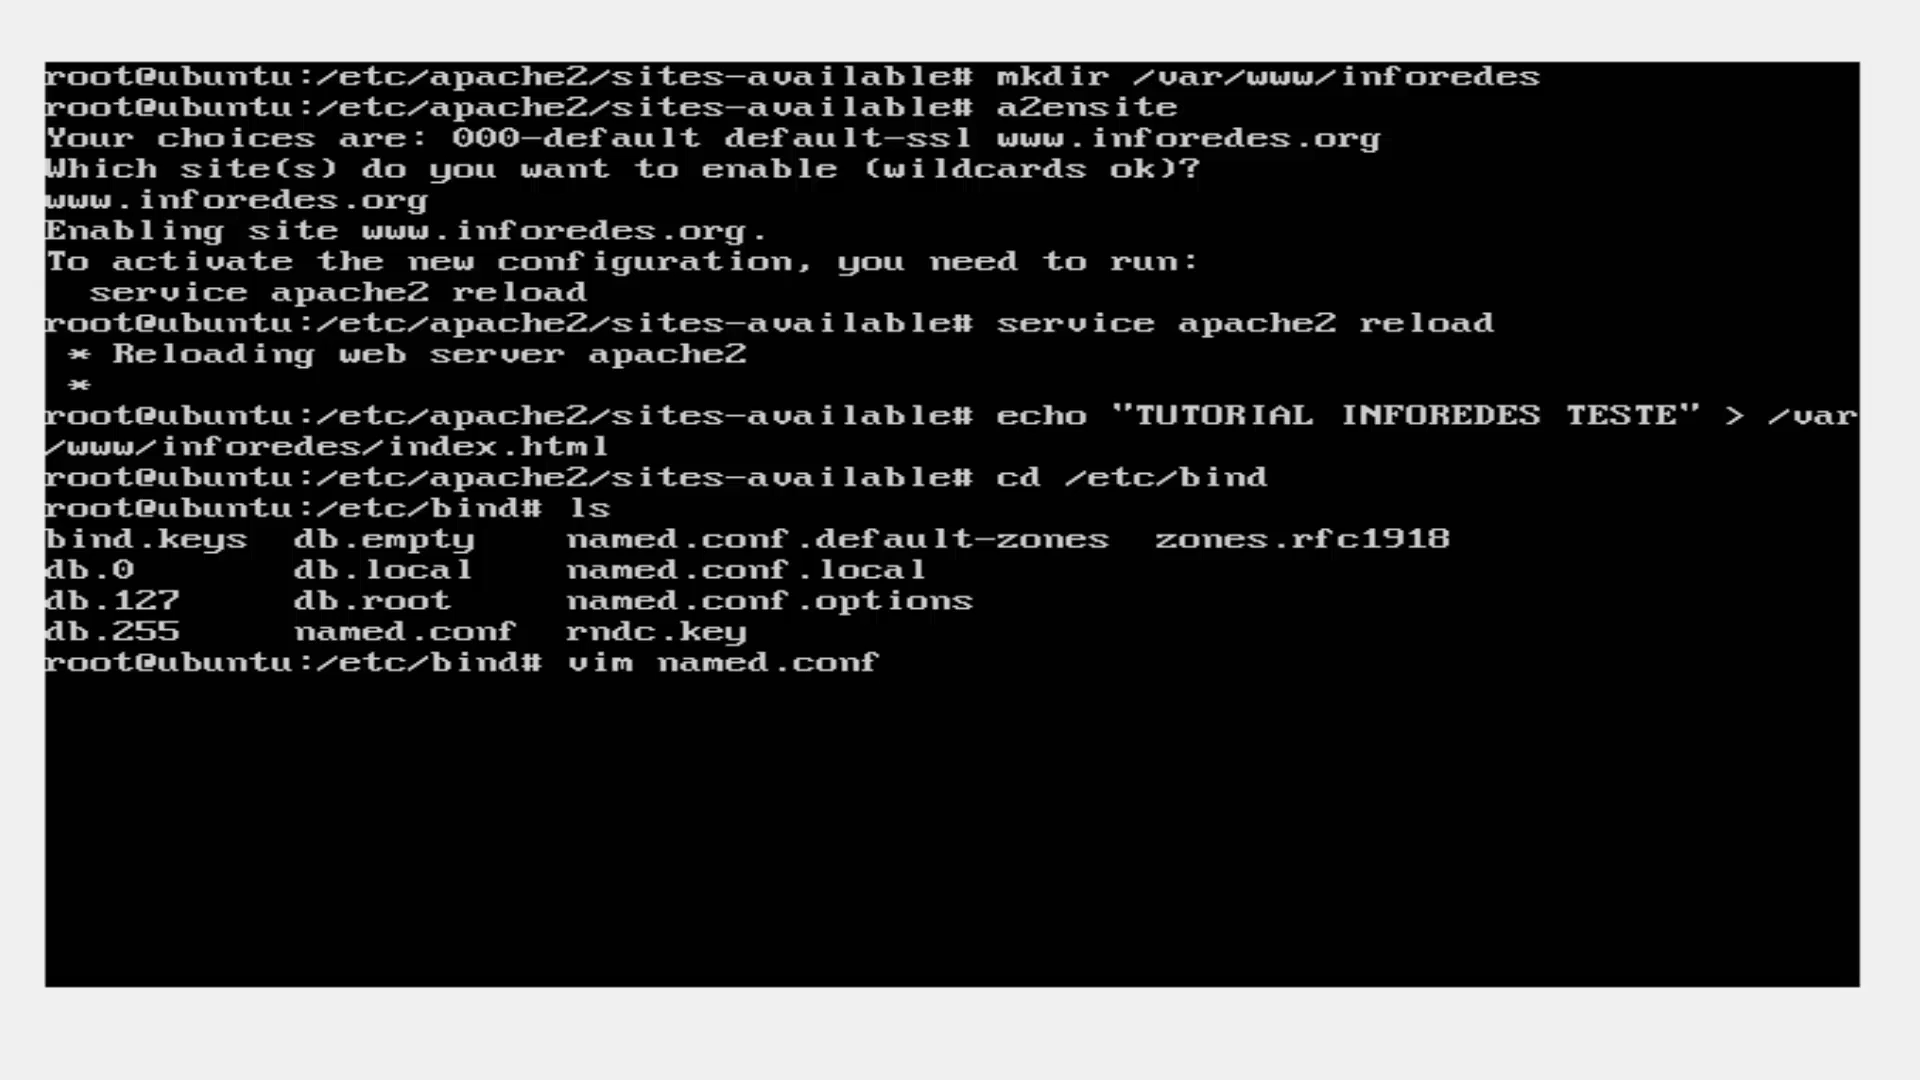 root@ubuntu:/etc/apache2/sites-available# mkdir /var/www/inforedes
root@ubuntu:/etc/apache2/sites-available# a2ensite
Your choices are: 000-default default-ssl www.inforedes.org
Which site(s) do you want to enable (wildcards ok)?
www.inforedes.org
Enabling site www.inforedes.org.
To activate the new configuration, you need to run:
  service apache2 reload
root@ubuntu:/etc/apache2/sites-available# service apache2 reload
 * Reloading web server apache2
 *
root@ubuntu:/etc/apache2/sites-available# echo "TUTORIAL INFOREDES TESTE" > /var
/www/inforedes/index.html
root@ubuntu:/etc/apache2/sites-available# cd /etc/bind
root@ubuntu:/etc/bind# ls
bind.keys  db.empty    named.conf.default-zones  zones.rfc1918
db.0       db.local    named.conf.local
db.127     db.root     named.conf.options
db.255     named.conf  rndc.key
root@ubuntu:/etc/bind# vim named.conf